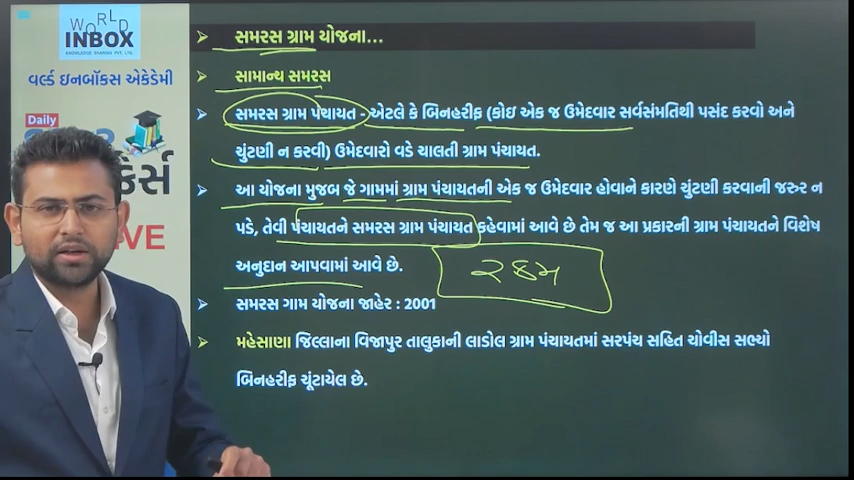 WORLD
INBOX
KNOWLEDGE SHARING PVT. LTD.
વર્લ્ડ ઇનબૉક્સ એકેડેમી
Daily
VE
સમરસ ગ્રામ યોજના...
સામાન્થ સમરસ
સમરસ ગ્રામ પંચાયત - એટલે કે બિનહરીફ (કોઇ એક જ ઉમેદવાર સર્વસંમતિથી પસંદ કરવો અને
ચુંટણી ન કરવી) ઉમેદવારો વડે ચાલતી ગ્રામ પંચાયત.
આ યોજના મુજબ જે ગામમાં ગ્રામ પંચાયતની એક જ ઉમેદવાર હોવાને કારણે ચુંટણી કરવાની જરુર ન
પડે, તેવી પંચાયતને સમરસ ગ્રામ પંચાયત કહેવામાં આવે છે તેમ જ આ પ્રકારની ગ્રામ પંચાયતને વિશેષ
અનુદાન આપવામાં આવે છે.
૨કમ
સમરસ ગામ યોજના જાહેર : 2001
મહેસાણા જિલ્લાના વિજાપુર તાલુકાની લાડોલ ગ્રામ પંચાયતમાં સરપંચ સહિત ચોવીસ સભ્યો
બિનહરીફ ચૂંટાયેલ છે.